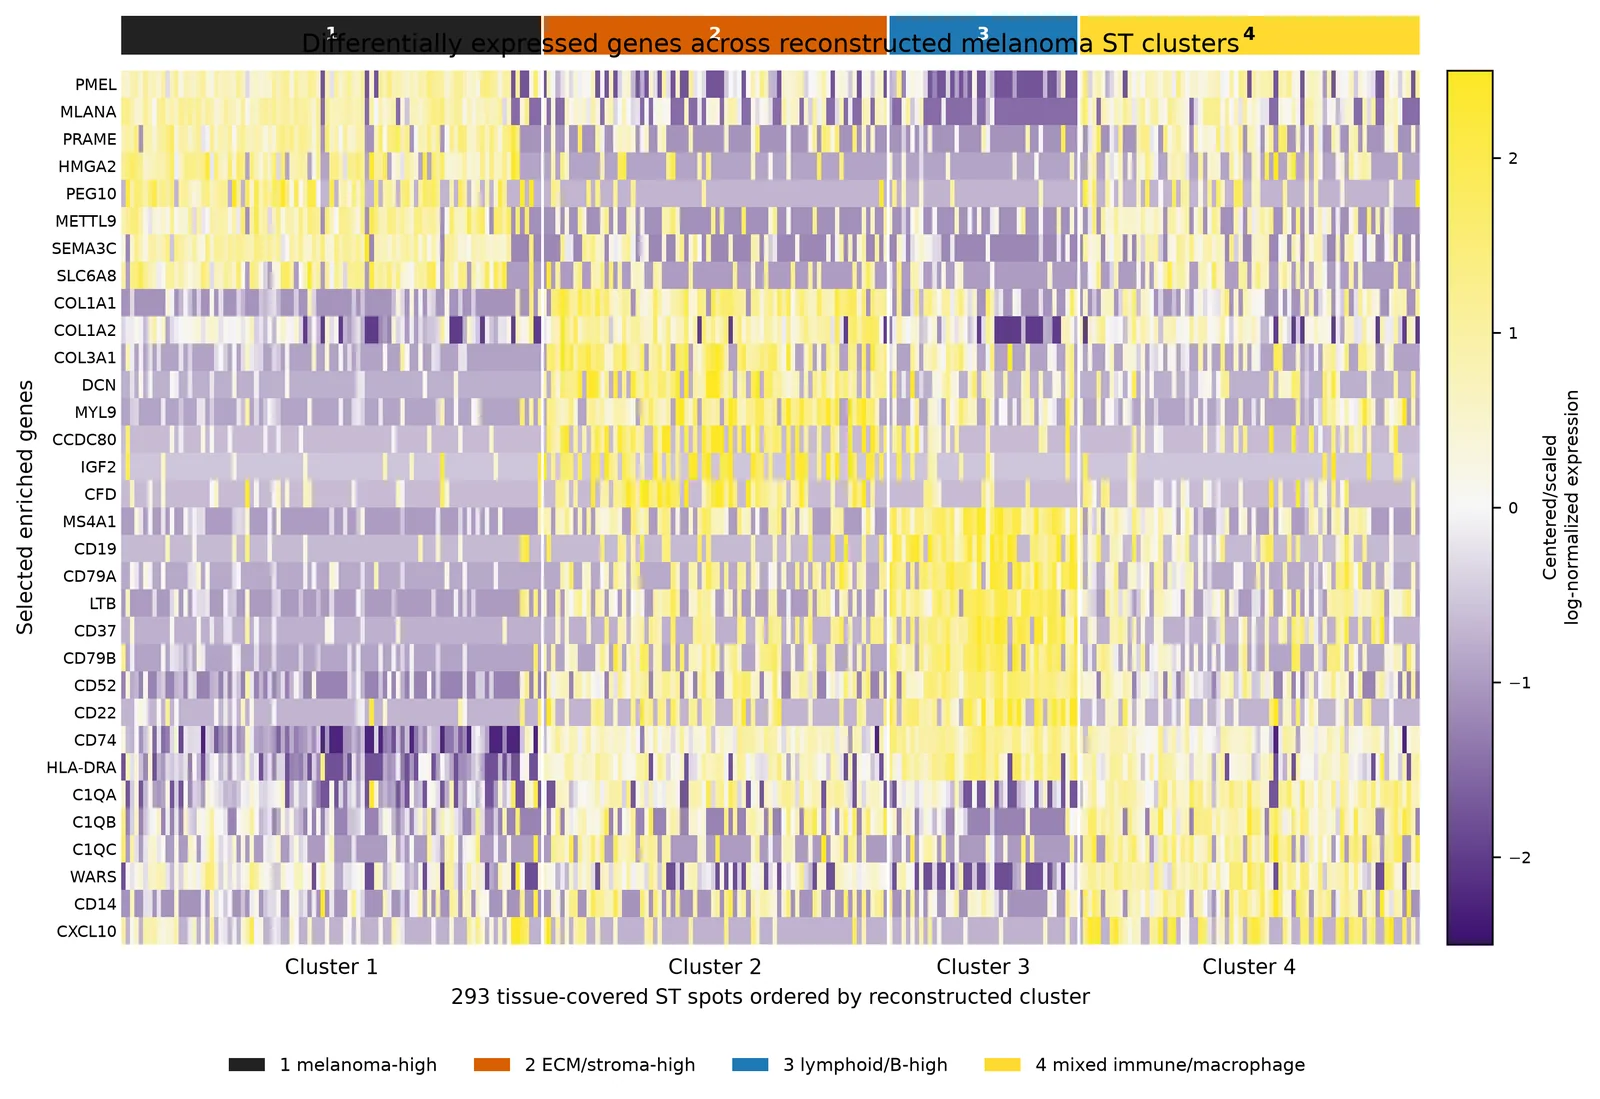 1 2 3 4
Differentially expressed genes across reconstructed melanoma ST clusters
PMEL
MLANA
PRAME
HMGA2
PEG10
METTL9
SEMA3C
SLC6A8
COL1A1
COL1A2
COL3A1
DCN
MYL9
CCDC80
IGF2
CFD
MS4A1
CD19
CD79A
LTB
CD37
CD79B
CD52
CD22
CD74
HLA-DRA
C1QA
C1QB
C1QC
WARS
CD14
CXCL10
Selected enriched genes
Cluster 1 Cluster 2 Cluster 3 Cluster 4
293 tissue-covered ST spots ordered by reconstructed cluster
2
1
0
−1
−2
Centered/scaled
log-normalized expression
1 melanoma-high 2 ECM/stroma-high 3 lymphoid/B-high 4 mixed immune/macrophage